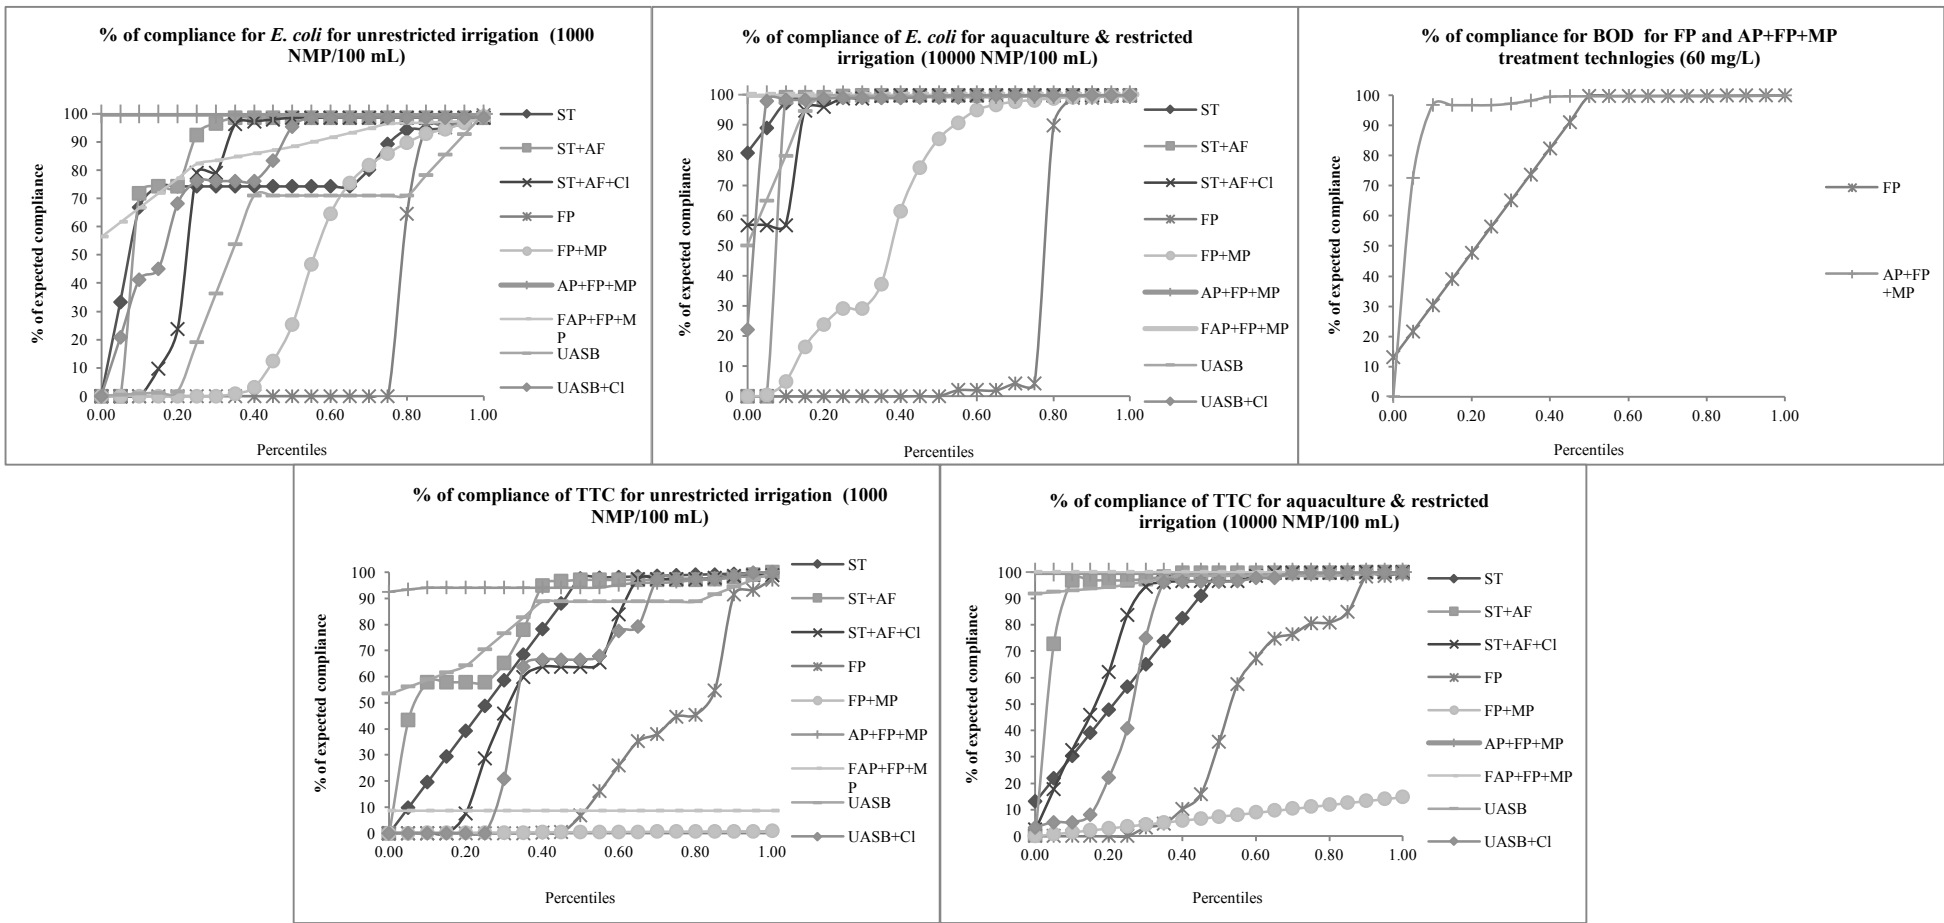 % of compliance for E. coli for unrestricted irrigation (1000
NMP/100 mL)
% of expected compliance
100
90
80
70
60
50
40
30
20
10
0
0.00 0.20 0.40 0.60 0.80 1.00
Percentiles
ST
ST+AF
ST+AF+Cl
FP
FP+MP
AP+FP+MP
FAP+FP+M
P
UASB
UASB+Cl
% of compliance of E. coli for aquaculture & restricted
irrigation (10000 NMP/100 mL)
% of expected compliance
100
90
80
70
60
50
40
30
20
10
0
0.00 0.20 0.40 0.60 0.80 1.00
Percentiles
ST
ST+AF
ST+AF+Cl
FP
FP+MP
AP+FP+MP
FAP+FP+MP
UASB
UASB+Cl
% of compliance for BOD for FP and AP+FP+MP
treatment technlogies (60 mg/L)
% of expected compliance
100
90
80
70
60
50
40
30
20
10
0
0.00 0.20 0.40 0.60 0.80 1.00
Percentiles
FP
AP+FP
+MP
% of compliance of TTC for unrestricted irrigation (1000
NMP/100 mL)
% of expected compliance
100
90
80
70
60
50
40
30
20
10
0
0.00 0.20 0.40 0.60 0.80 1.00
Percentiles
ST
ST+AF
ST+AF+Cl
FP
FP+MP
AP+FP+MP
FAP+FP+M
P
UASB
UASB+Cl
% of compliance of TTC for aquaculture & restricted
irrigation (10000 NMP/100 mL)
% of expected compliance
100
90
80
70
60
50
40
30
20
10
0
0.00 0.20 0.40 0.60 0.80 1.00
Percentiles
ST
ST+AF
ST+AF+Cl
FP
FP+MP
AP+FP+MP
FAP+FP+MP
UASB
UASB+Cl